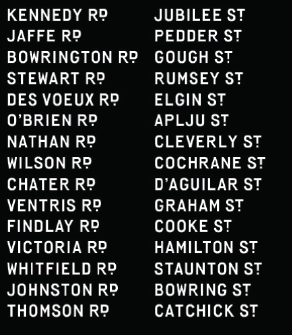 KENNEDY RD
JAFFE RD
BOWRINGTON RD
STEWART RD
DES VOEUX RD
O'BRIEN RD
NATHAN RD
WILSON RD
CHATER RD
VENTRIS RD
FINDLAY RD
VICTORIA RD
WHITFIELD RD
JOHNSTON RD
THOMSON RD
JUBILEE ST
PEDDER ST
GOUGH ST
RUMSEY ST
ELGIN ST
APLJU ST
CLEVERLY ST
COCHRANE ST
D'AGUILAR ST
GRAHAM ST
COOKE ST
HAMILTON ST
STAUNTON ST
BOWRING ST
CATCHICK ST